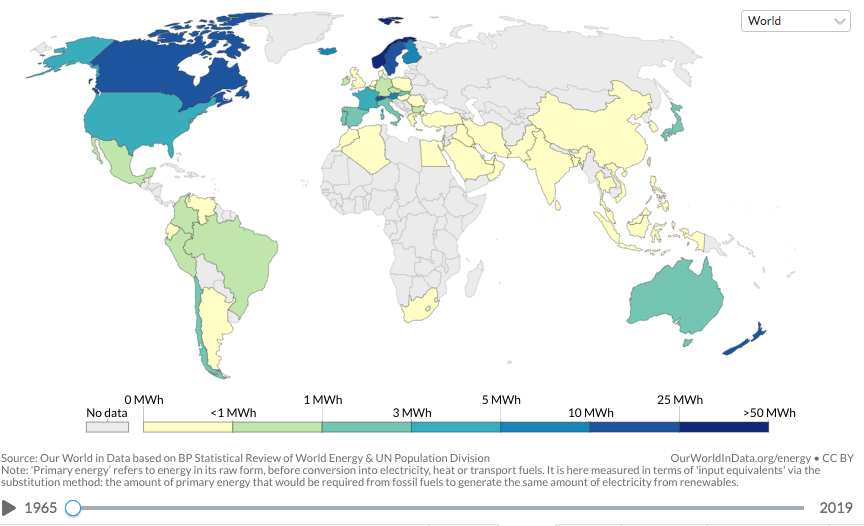 World
0 MWh 1 MWh 5 MWh 25 MWh
No data <1 MWh 3 MWh 10 MWh >50 MWh
Source: Our World in Data based on BP Statistical Review of World Energy & UN Population Division OurWorldInData.org/energy • CC BY
Note: 'Primary energy' refers to energy in its raw form, before conversion into electricity, heat or transport fuels. It is here measured in terms of 'input equivalents' via the
substitution method: the amount of primary energy that would be required from fossil fuels to generate the same amount of electricity from renewables.
1965 2019